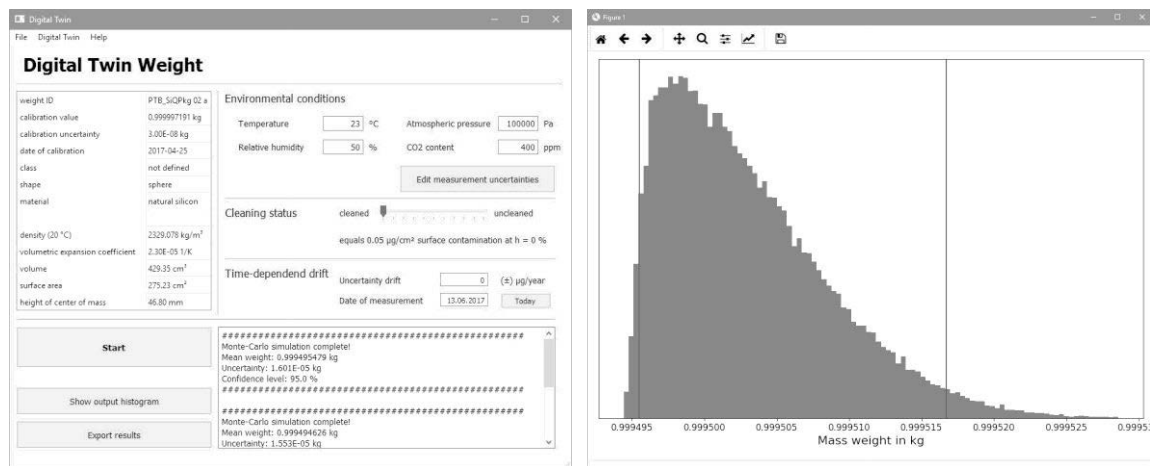 Digital Twin
File Digital Twin Help
Digital Twin Weight
weight ID PTB_SiQPkg 02 a
calibration value 0.999997191 kg
calibration uncertainty 3.00E-08 kg
date of calibration 2017-04-25
class not defined
shape sphere
material natural silicon
density (20 °C) 2329.078 kg/m³
volumetric expansion coefficient 2.30E-05 1/K
volume 429.35 cm³
surface area 275.23 cm²
height of center of mass 46.80 mm
Environmental conditions
Temperature 23 °C Atmospheric pressure 100000 Pa
Relative humidity 50 % CO2 content 400 ppm
Edit measurement uncertainties
Cleaning status cleaned uncleaned
equals 0.05 µg/cm² surface contamination at h = 0 %
Time-dependend drift
Uncertainty drift 0 (±) µg/year
Date of measurement 13.06.2017 Today
Start
Show output histogram
Export results
##################################################
Monte-Carlo simulation complete!
Mean weight: 0.999495479 kg
Uncertainty: 1.601E-05 kg
Confidence level: 95.0 %
##################################################
##################################################
Monte-Carlo simulation complete!
Mean weight: 0.999494626 kg
Uncertainty: 1.553E-05 kg
Figure 1
0.999495 0.999500 0.999505 0.999510 0.999515 0.999520 0.999525 0.99953
Mass weight in kg